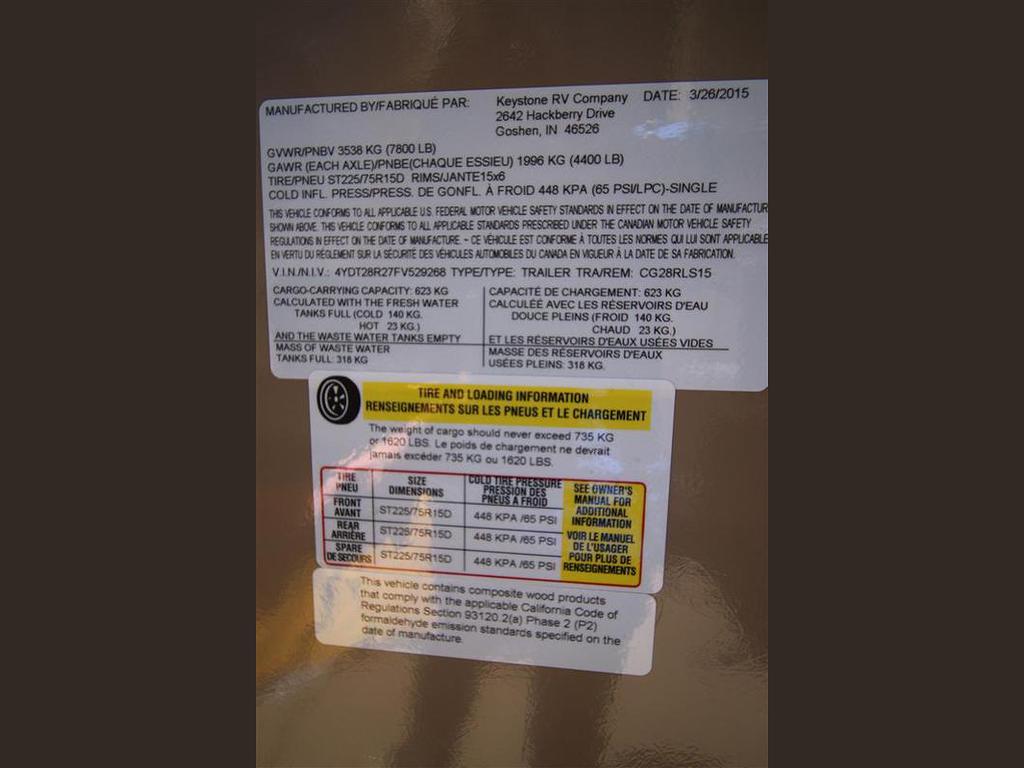 MANUFACTURED BY/FABRIQUÉ PAR: Keystone RV Company DATE: 3/26/2015
2642 Hackberry Drive
Goshen, IN 46526
GVWR/PNBV 3538 KG (7800 LB)
GAWR (EACH AXLE)/PNBE(CHAQUE ESSIEU) 1996 KG (4400 LB)
TIRE/PNEU ST225/75R15D RIMS/JANTE15x6
COLD INFL. PRESS/PRESS. DE GONFL. À FROID 448 KPA (65 PSI/LPC)-SINGLE
THIS VEHICLE CONFORMS TO ALL APPLICABLE U.S. FEDERAL MOTOR VEHICLE SAFETY STANDARDS IN EFFECT ON THE DATE OF MANUFACTUR
SHOWN ABOVE. THIS VEHICLE CONFORMS TO ALL APPLICABLE STANDARDS PRESCRIBED UNDER THE CANADIAN MOTOR VEHICLE SAFETY
REGULATIONS IN EFFECT ON THE DATE OF MANUFACTURE. - CE VÉHICULE EST CONFORME À TOUTES LES NORMES QUI LUI SONT APPLICABLE
EN VERTU DU RÈGLEMENT SUR LA SÉCURITÉ DES VÉHICULES AUTOMOBILES DU CANADA EN VIGUEUR À LA DATE DE SA FABRICATION.
V.I.N./N.I.V.: 4YDT28R27FV529268 TYPE/TYPE: TRAILER TRA/REM: CG28RLS15
CARGO-CARRYING CAPACITY: 623 KG
CALCULATED WITH THE FRESH WATER
TANKS FULL (COLD 140 KG.
HOT 23 KG.)
AND THE WASTE WATER TANKS EMPTY
MASS OF WASTE WATER
TANKS FULL: 318 KG
CAPACITÉ DE CHARGEMENT: 623 KG
CALCULÉE AVEC LES RÉSERVOIRS D'EAU
DOUCE PLEINS (FROID 140 KG.
CHAUD 23 KG.)
ET LES RÉSERVOIRS D'EAUX USÉES VIDES
MASSE DES RÉSERVOIRS D'EAUX
USÉES PLEINS: 318 KG.
TIRE AND LOADING INFORMATION
RENSEIGNEMENTS SUR LES PNEUS ET LE CHARGEMENT
The weight of cargo should never exceed 735 KG
or 1620 LBS. Le poids de chargement ne devrait
jamais excéder 735 KG ou 1620 LBS.
TIRE
PNEU
SIZE
DIMENSIONS
COLD TIRE PRESSURE
PRESSION DES
PNEUS A FROID
FRONT
AVANT
ST225/75R15D
448 KPA /65 PSI
REAR
ARRIÈRE
ST225/75R15D
448 KPA /65 PSI
SPARE
DE SECOURS
ST225/75R15D
448 KPA /65 PSI
SEE OWNER'S
MANUAL FOR
ADDITIONAL
INFORMATION
VOIR LE MANUEL
DE L'USAGER
POUR PLUS DE
RENSEIGNEMENTS
This vehicle contains composite wood products
that comply with the applicable California Code of
Regulations Section 93120.2(a) Phase 2 (P2)
formaldehyde emission standards specified on the
date of manufacture.